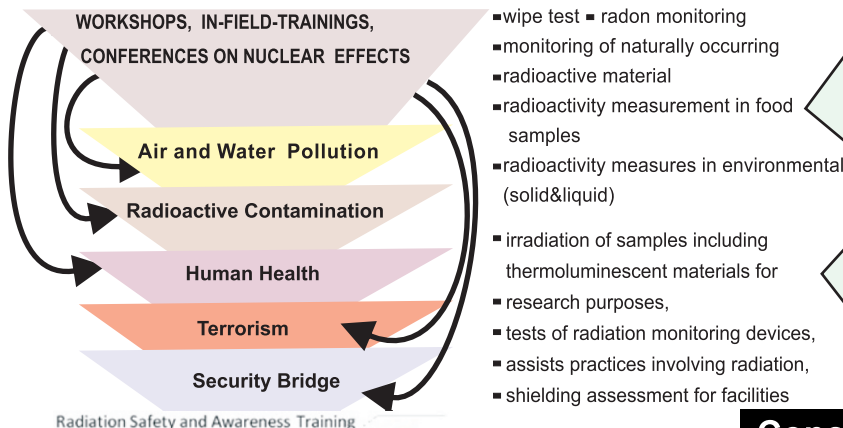 WORKSHOPS, IN-FIELD-TRAININGS,
CONFERENCES ON NUCLEAR EFFECTS
Air and Water Pollution
Radioactive Contamination
Human Health
Terrorism
Security Bridge
Radiation Safety and Awareness Training
▪wipe test ▪ radon monitoring
▪monitoring of naturally occurring
▪radioactive material
▪radioactivity measurement in food
samples
▪radioactivity measures in environmental
(solid&liquid)
▪ irradiation of samples including
thermoluminescent materials for
▪ research purposes,
▪ tests of radiation monitoring devices,
▪ assists practices involving radiation,
▪ shielding assessment for facilities